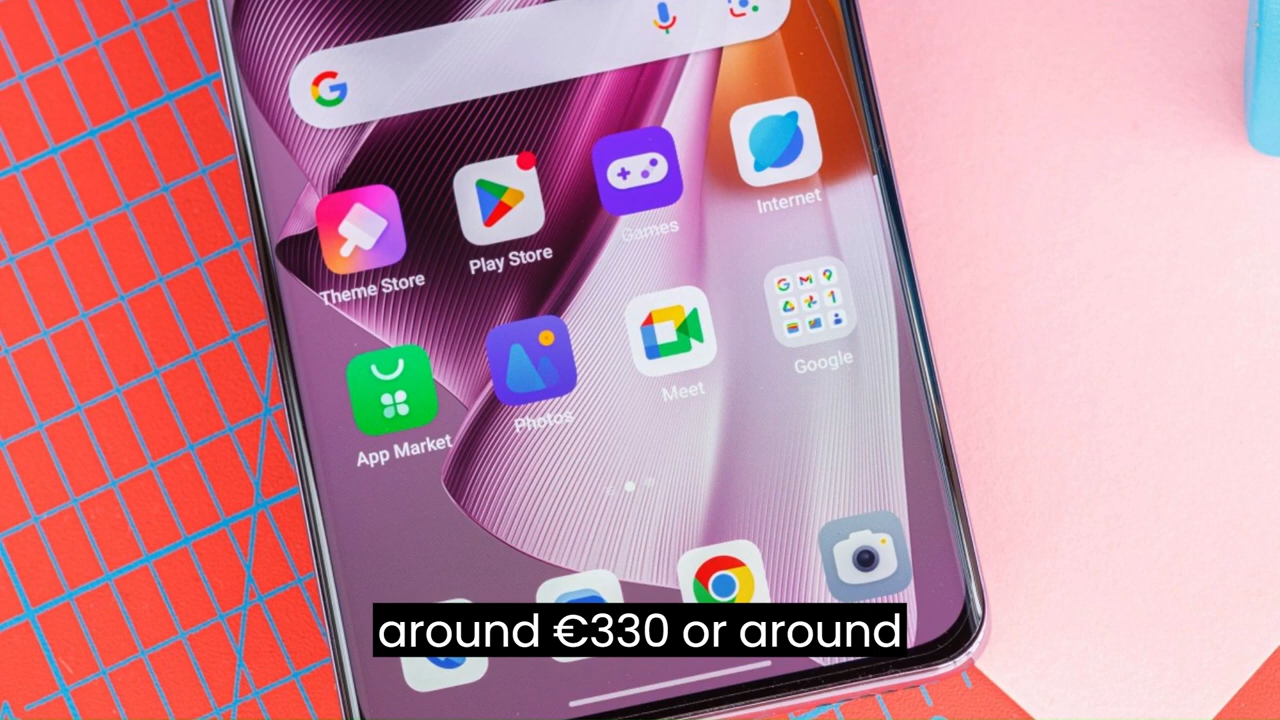 Theme Store
Play Store
Games
Internet
App Market
Photos
Meet
Google
around €330 or around